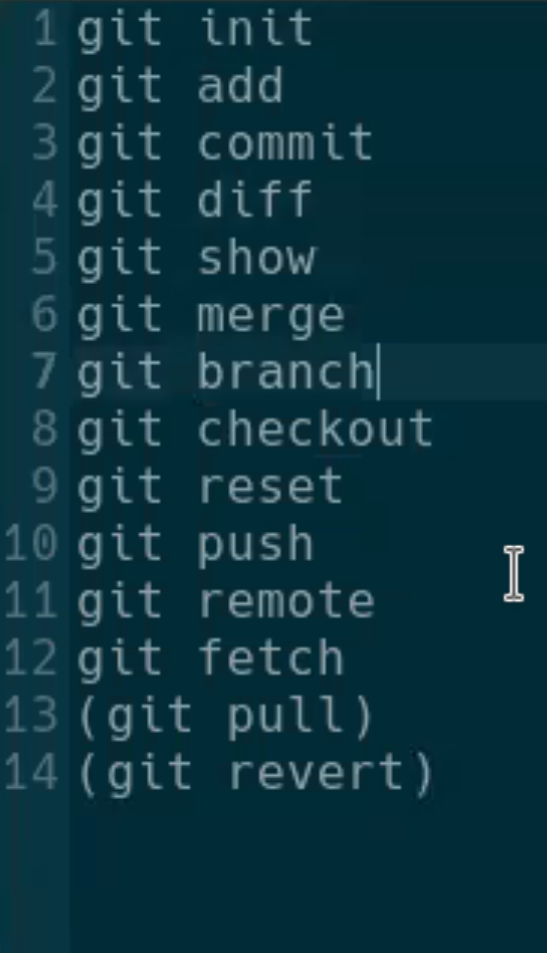 1 git init
2 git add
3 git commit
4 git diff
5 git show
6 git merge
7 git branch
8 git checkout
9 git reset
10 git push
11 git remote
12 git fetch
13 (git pull)
14 (git revert)